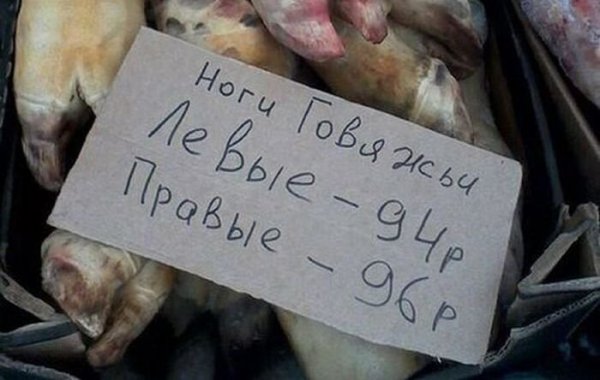 Ноги Говяжьи
Левые - 94р
Правые - 96р